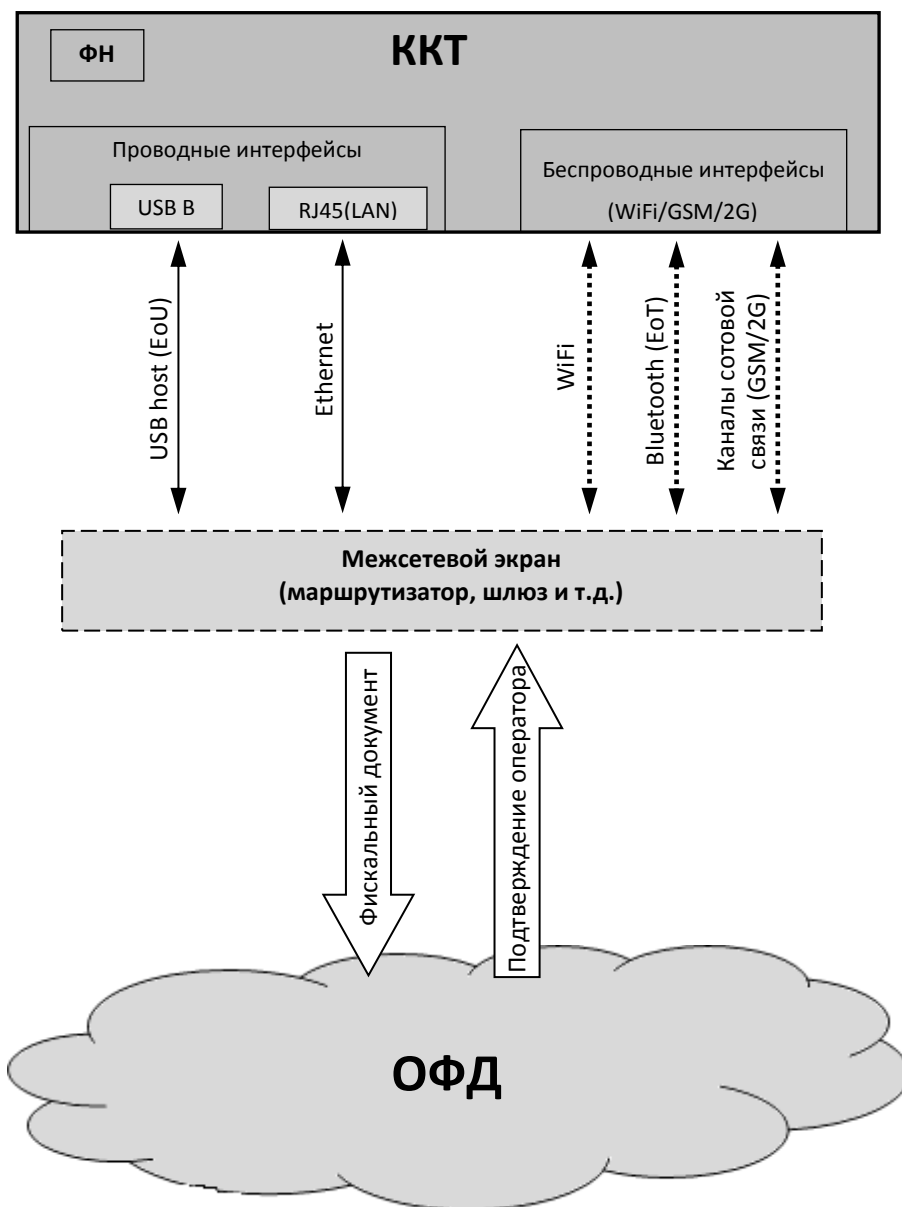 ФН
ККТ
Проводные интерфейсы
USB B
RJ45(LAN)
Беспроводные интерфейсы
(WiFi/GSM/2G)
USB host (EoU)
Ethernet
WiFi
Bluetooth (EoT)
Каналы сотовой
связи (GSM/2G)
Межсетевой экран
(маршрутизатор, шлюз и т.д.)
Фискальный документ
Подтверждение оператора
ОФД